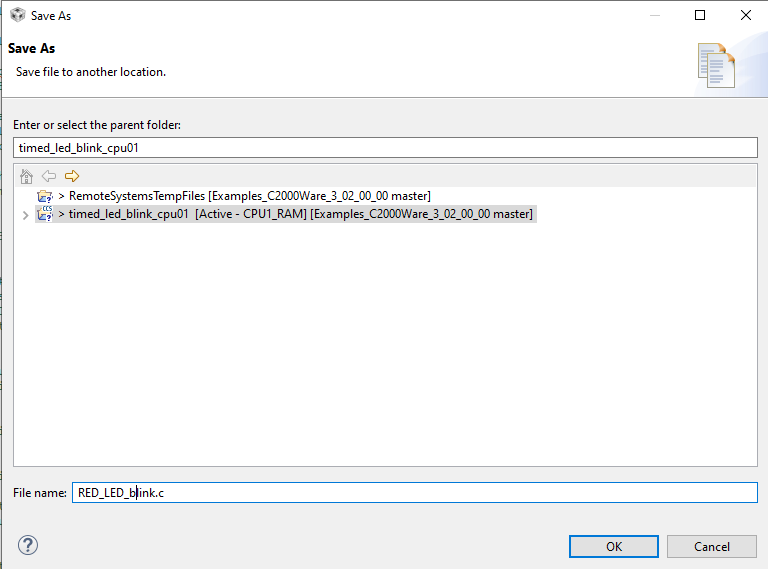 Save As
Save As
Save file to another location.
Enter or select the parent folder:
timed_led_blink_cpu01
> RemoteSystemsTempFiles [Examples_C2000Ware_3_02_00_00 master]
> timed_led_blink_cpu01 [Active - CPU1_RAM] [Examples_C2000Ware_3_02_00_00 master]
File name: RED_LED_blink.c
? OK Cancel